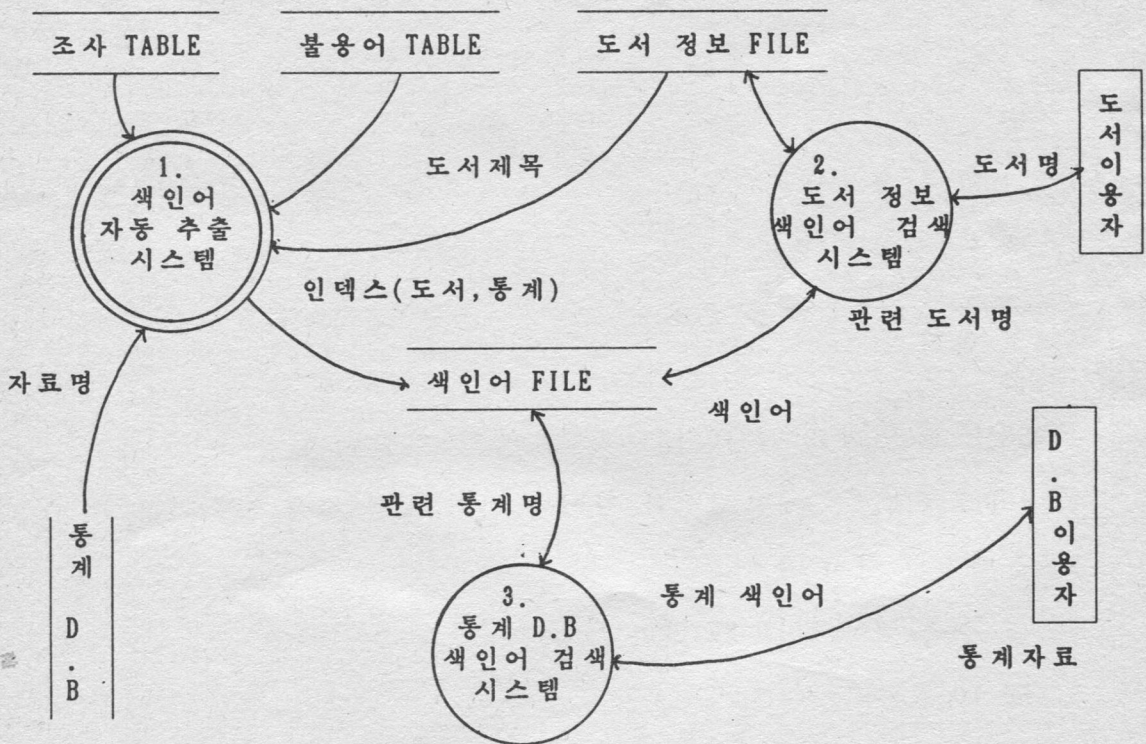 조사 TABLE
불용어 TABLE
도서 정보 FILE
도서이용자
1.
색인어
자동 추출
시스템
도서제목
2.
도서 정보
색인어 검색
시스템
도서명
인덱스(도서,통계)
관련 도서명
자료명
색인어 FILE
색인어
D.B이용자
관련 통계명
통계 D.B
3.
통계 D.B
색인어 검색
시스템
통계 색인어
통계자료